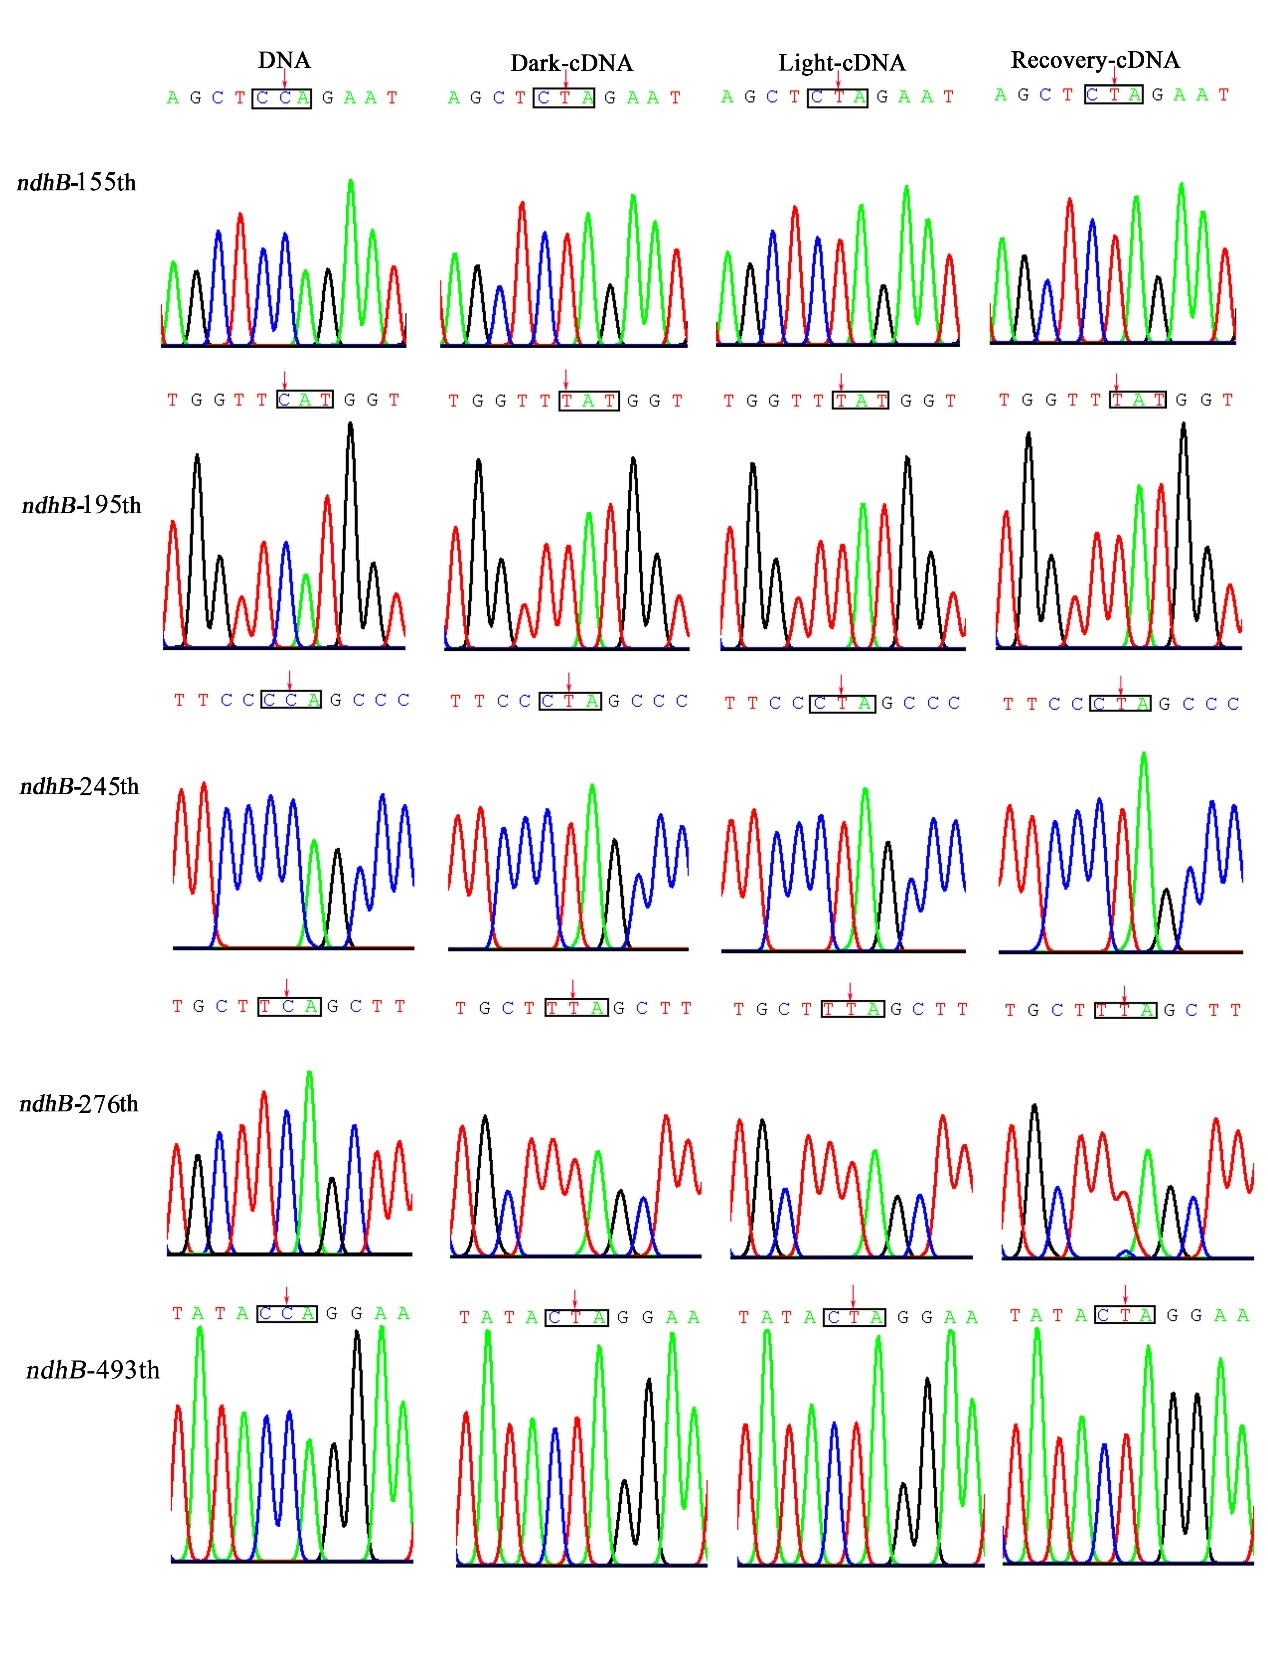 DNA Dark-cDNA Light-cDNA Recovery-cDNA
A G C T C C A G A A T A G C T C T A G A A T A G C T C T A G A A T A G C T C T A G A A T
ndhB-155th
T G G T T C A T G G T T G G T T T A T G G T T G G T T T A T G G T T G G T T T A T G G T
ndhB-195th
T T C C C C A G C C C T T C C C T A G C C C T T C C C T A G C C C T T C C C T A G C C C
ndhB-245th
T G C T T C A G C T T T G C T T T A G C T T T G C T T T A G C T T T G C T T T A G C T T
ndhB-276th
T A T A C C A G G A A T A T A C T A G G A A T A T A C T A G G A A T A T A C T A G G A A
ndhB-493th